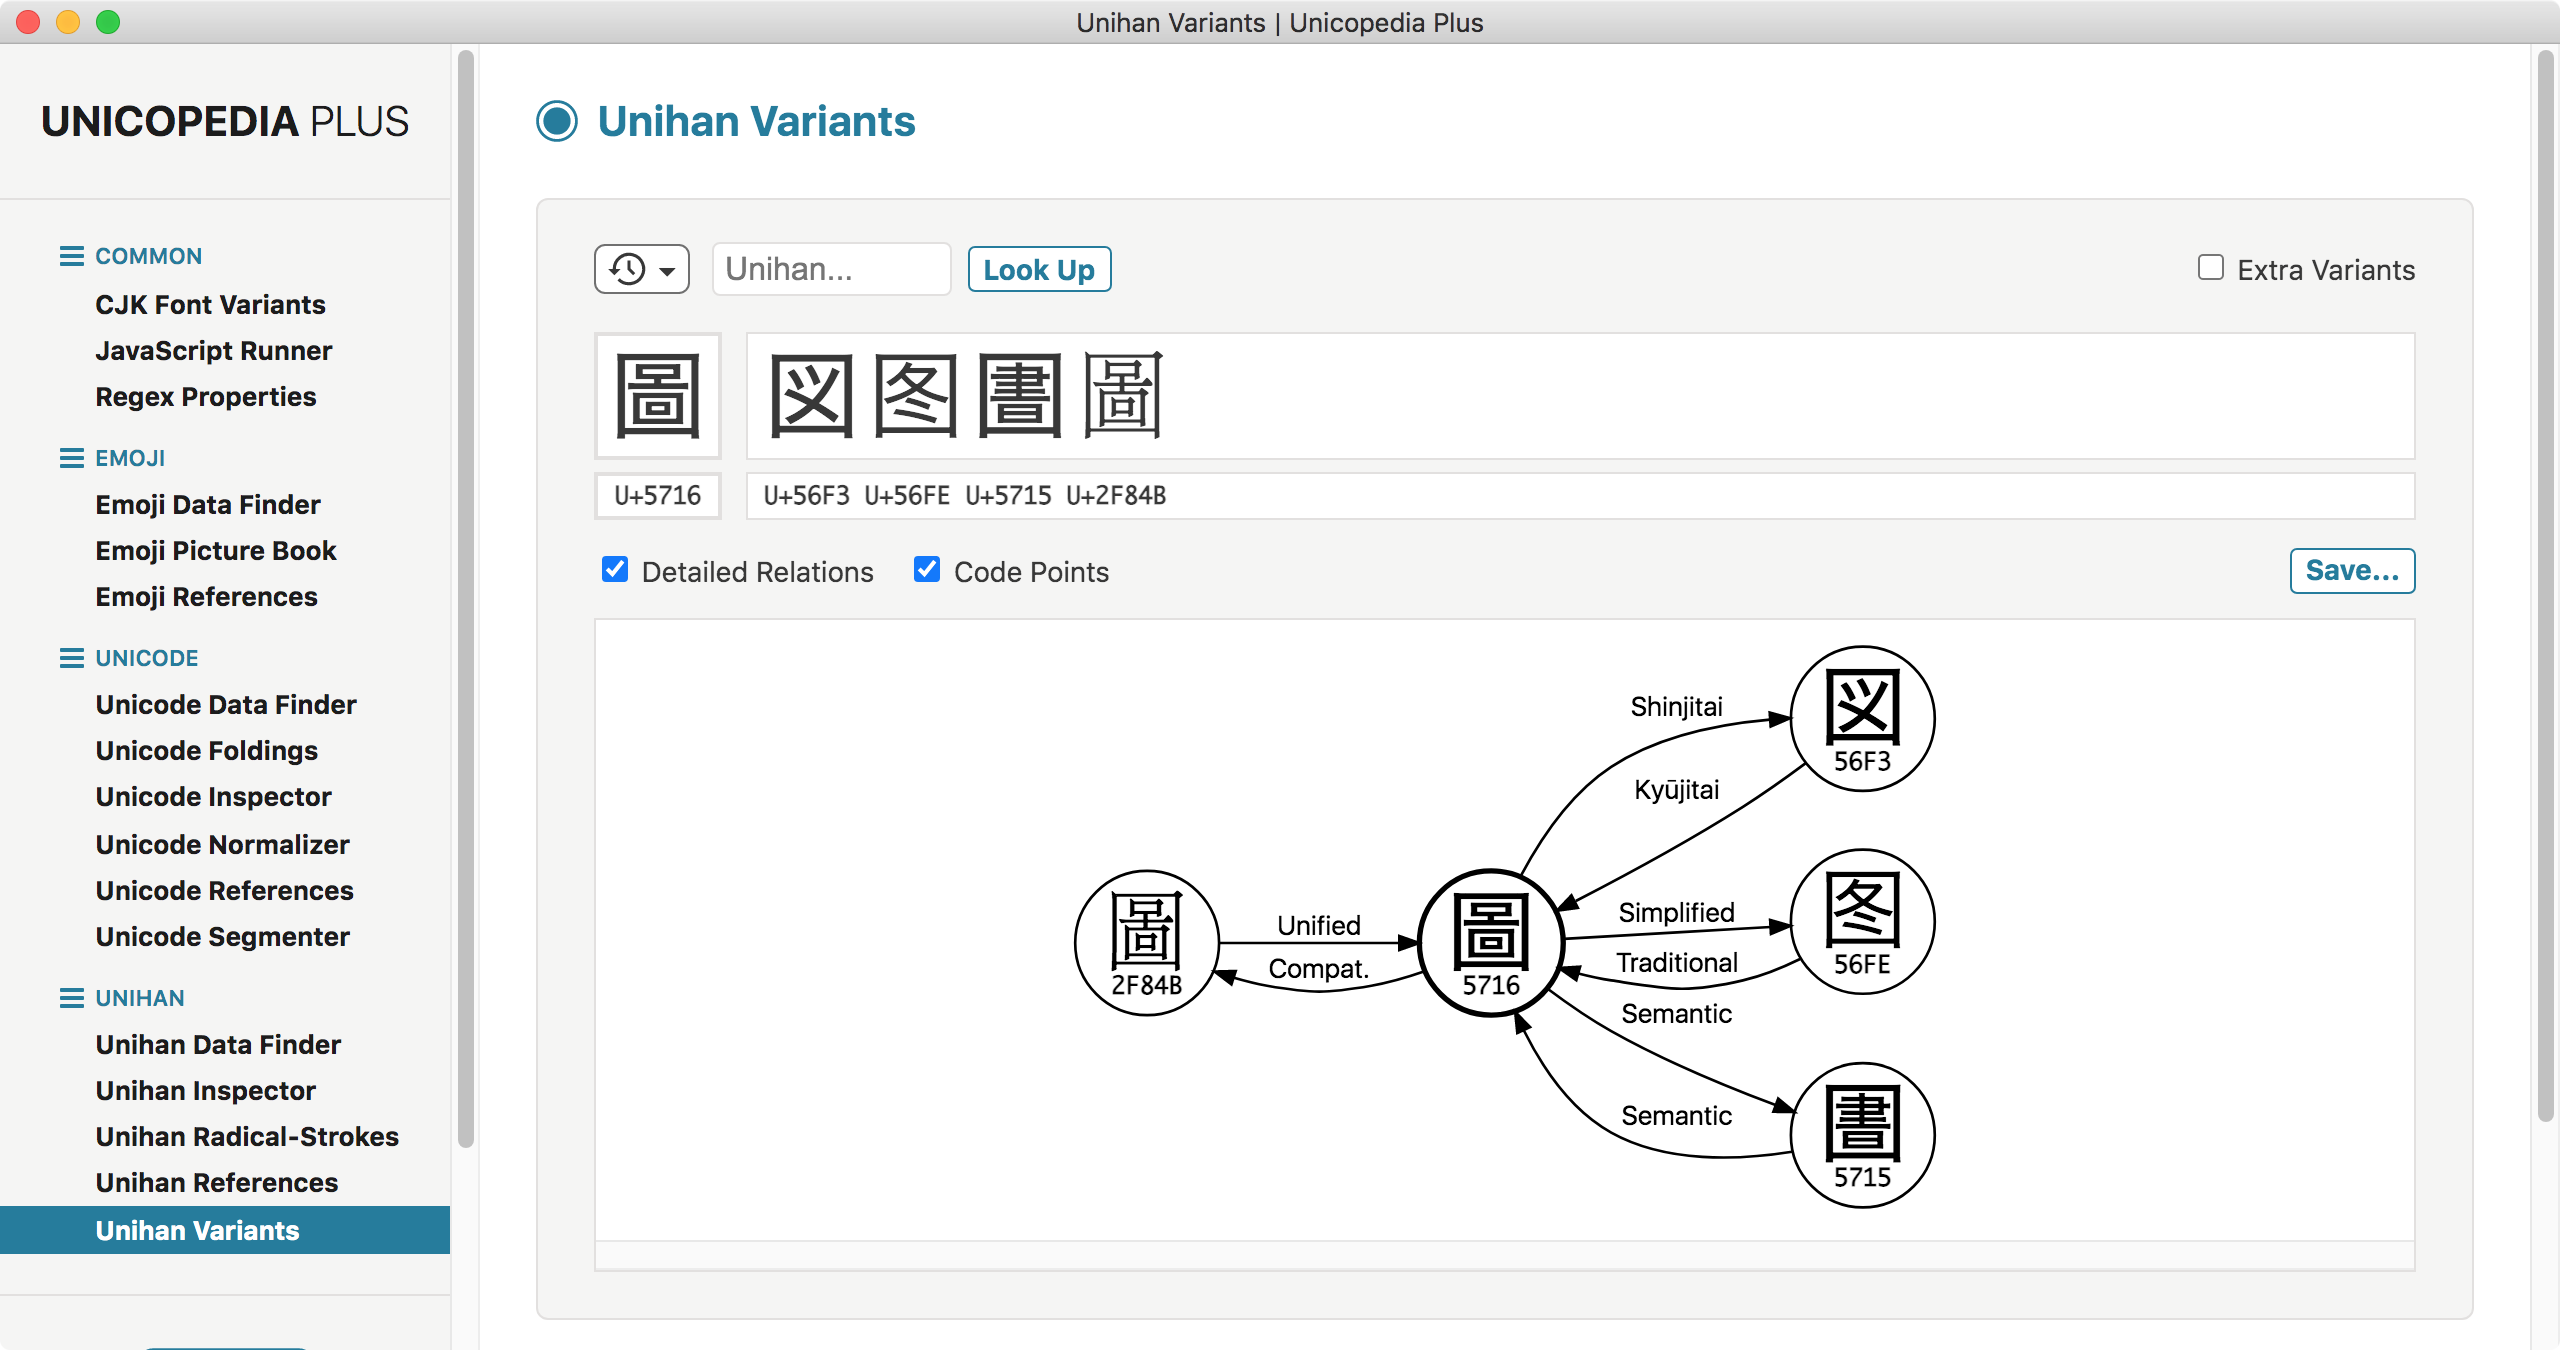 Unihan Variants | Unicopedia Plus
UNICOPEDIA PLUS
COMMON
CJK Font Variants
JavaScript Runner
Regex Properties
EMOJI
Emoji Data Finder
Emoji Picture Book
Emoji References
UNICODE
Unicode Data Finder
Unicode Foldings
Unicode Inspector
Unicode Normalizer
Unicode References
Unicode Segmenter
UNIHAN
Unihan Data Finder
Unihan Inspector
Unihan Radical-Strokes
Unihan References
Unihan Variants
Unihan Variants
Unihan...
Look Up
Extra Variants
圖 図 图 圕 圖
U+5716 U+56F3 U+56FE U+5715 U+2F84B
Detailed Relations
Code Points
Save...
Shinjitai
図
56F3
Kyūjitai
圖
2F84B
Unified
Compat.
圖
5716
Simplified
Traditional
图
56FE
Semantic
Semantic
圕
5715